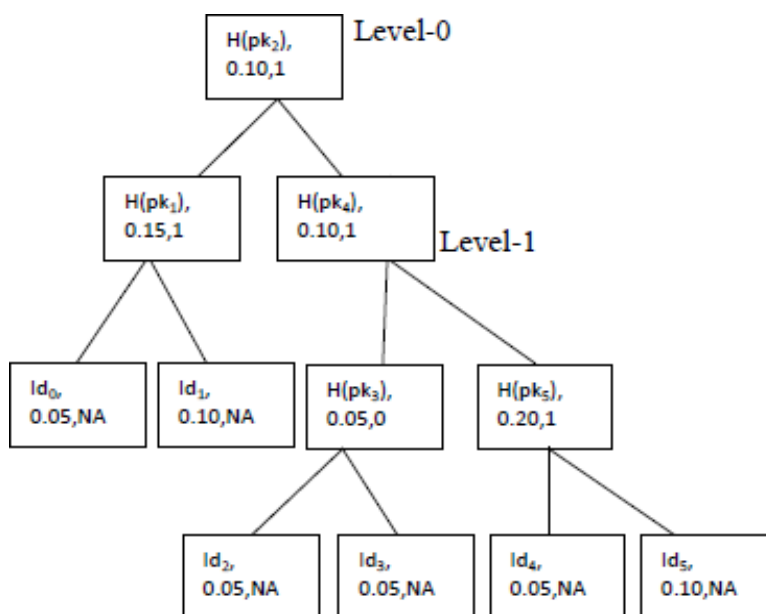 H(pk₂),
0.10,1
Level-0
H(pk₁),
0.15,1
H(pk₄),
0.10,1
Level-1
Id₀,
0.05,NA
Id₁,
0.10,NA
H(pk₃),
0.05,0
H(pk₅),
0.20,1
Id₂,
0.05,NA
Id₃,
0.05,NA
Id₄,
0.05,NA
Id₅,
0.10,NA